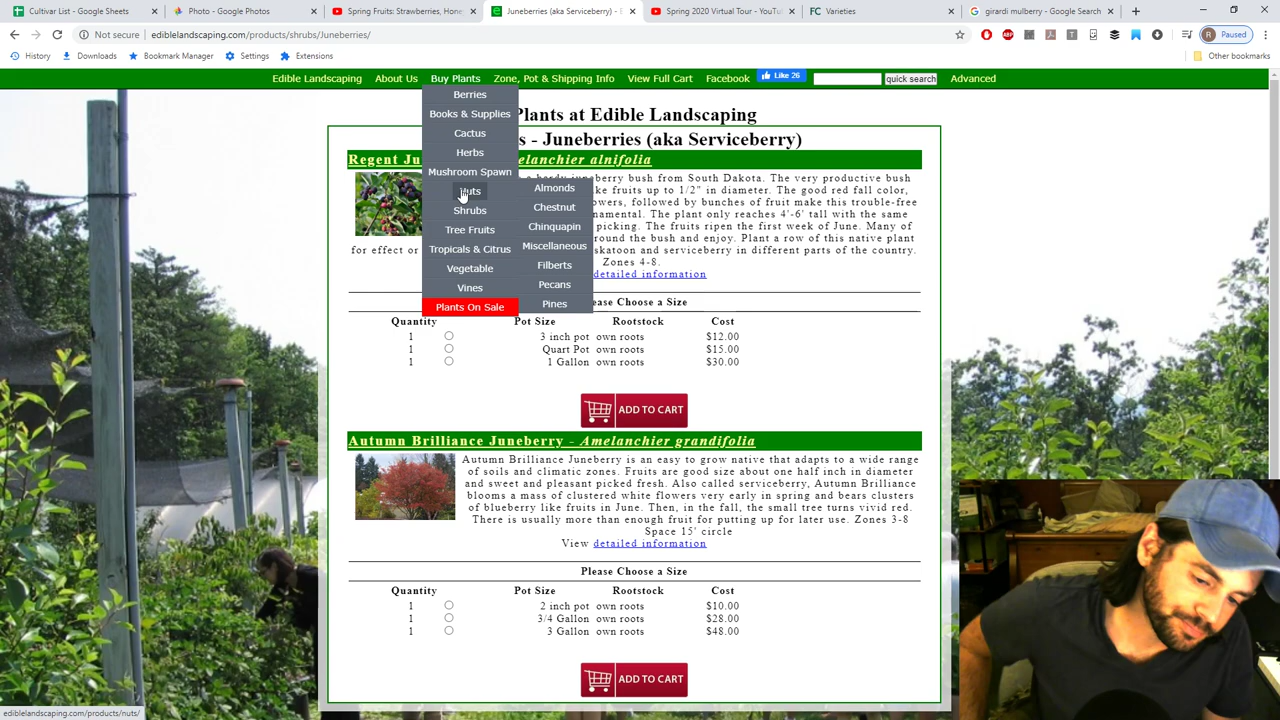 Cultivar List - Google Sheets
Photo - Google Photos
Spring Fruits: Strawberries, Hone
Juneberries (aka Serviceberry) - E
Spring 2020 Virtual Tour - YouTu
FC Varieties
girardi mulberry - Google Search
Not secure | ediblelandscaping.com/products/shrubs/Juneberries/
ABP
R Paused
History Downloads Bookmark Manager Settings Extensions Other bookmarks
Edible Landscaping About Us Buy Plants Zone, Pot & Shipping Info View Full Cart Facebook Like 26 quick search Advanced
Berries
Books & Supplies
Cactus
Herbs
Mushroom Spawn
Nuts
Shrubs
Tree Fruits
Tropicals & Citrus
Vegetable
Vines
Plants On Sale
Almonds
Chestnut
Chinquapin
Miscellaneous
Filberts
Pecans
Pines
Plants at Edible Landscaping
s - Juneberries (aka Serviceberry)
Regent Ju melanchier alnifolia
a hardy juneberry bush from South Dakota. The very productive bush
ke fruits up to 1/2" in diameter. The good red fall color,
owers, followed by bunches of fruit make this trouble-free
namental. The plant only reaches 4'-6' tall with the same
picking. The fruits ripen the first week of June. Many of
round the bush and enjoy. Plant a row of this native plant
for effect or skatoon and serviceberry in different parts of the country.
Zones 4-8.
detailed information
ease Choose a Size
Quantity Pot Size Rootstock Cost
1 3 inch pot own roots $12.00
1 Quart Pot own roots $15.00
1 1 Gallon own roots $30.00
ADD TO CART
Autumn Brilliance Juneberry - Amelanchier grandifolia
Autumn Brilliance Juneberry is an easy to grow native that adapts to a wide range
of soils and climatic zones. Fruits are good size about one half inch in diameter
and sweet and pleasant picked fresh. Also called serviceberry, Autumn Brilliance
blooms a mass of clustered white flowers very early in spring and bears clusters
of blueberry like fruits in June. Then, in the fall, the small tree turns vivid red.
There is usually more than enough fruit for putting up for later use. Zones 3-8
Space 15' circle
View detailed information
Please Choose a Size
Quantity Pot Size Rootstock Cost
1 2 inch pot own roots $10.00
1 3/4 Gallon own roots $28.00
1 3 Gallon own roots $48.00
ADD TO CART
ediblelandscaping.com/products/nuts/